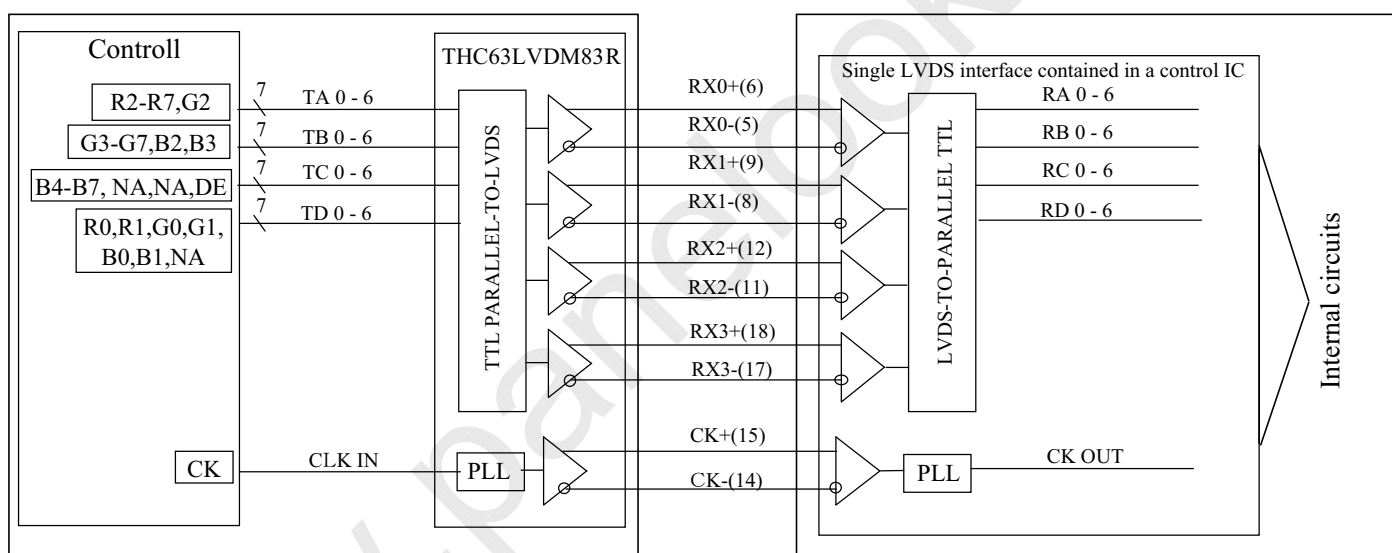 Controll
THC63LVDM83R
Single LVDS interface contained in a control IC
R2-R7,G2
7
TA 0 - 6
RX0+(6)
RA 0 - 6
G3-G7,B2,B3
7
TB 0 - 6
RX0-(5)
RB 0 - 6
B4-B7, NA,NA,DE
7
TC 0 - 6
RX1+(9)
RC 0 - 6
R0,R1,G0,G1,
B0,B1,NA
7
TD 0 - 6
RX1-(8)
RD 0 - 6
TTL PARALLEL-TO-LVDS
RX2+(12)
RX2-(11)
RX3+(18)
RX3-(17)
LVDS-TO-PARALLEL TTL
Internal circuits
CK
CLK IN
PLL
CK+(15)
CK-(14)
PLL
CK OUT